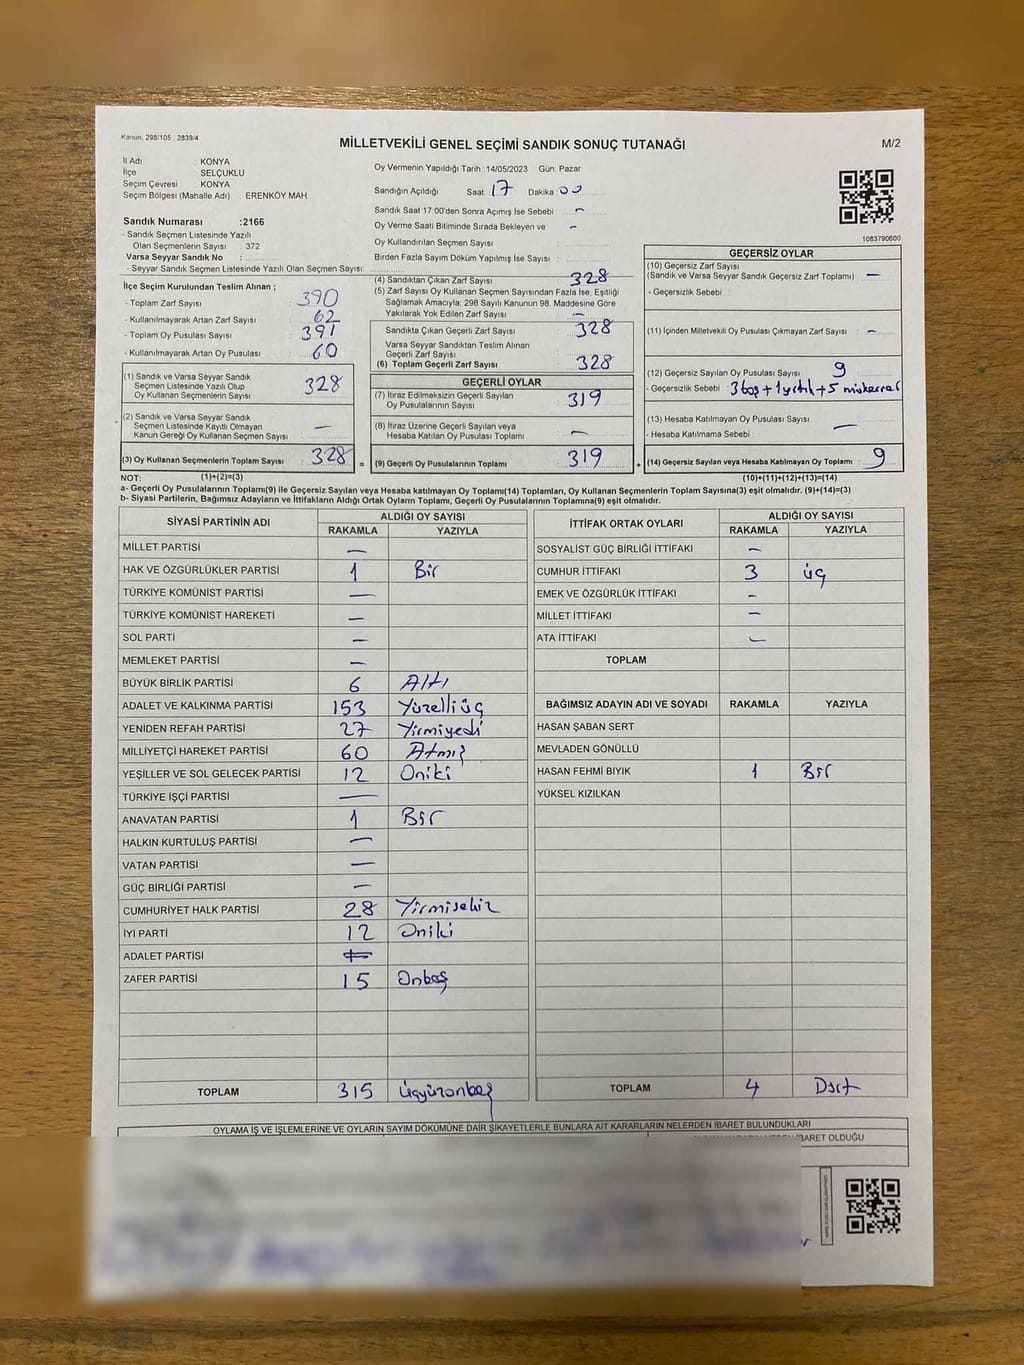 Kanun: 298/105 , 2839/4
MİLLETVEKİLİ GENEL SEÇİMİ SANDIK SONUÇ TUTANAĞI
M/2
İl Adı : KONYA
İlçe : SELÇUKLU
Seçim Çevresi : KONYA
Seçim Bölgesi (Mahalle Adı) : ERENKÖY MAH
Sandık Numarası :2166
- Sandık Seçmen Listesinde Yazılı
Olan Seçmenlerin Sayısı : 372
Varsa Seyyar Sandık No :
- Seyyar Sandık Seçmen Listesinde Yazılı Olan Seçmen Sayısı :
Oy Vermenin Yapıldığı Tarih :14/05/2023 Gün: Pazar
Sandığın Açıldığı Saat 17 Dakika 00
Sandık Saat 17:00'den Sonra Açımış İse Sebebi : -
Oy Verme Saati Bitiminde Sırada Bekleyen ve -
Oy Kullandırılan Seçmen Sayısı :
Birden Fazla Sayım Döküm Yapılmış İse Sayısı :
1083790600
İlçe Seçim Kurulundan Teslim Alınan ;
- Toplam Zarf Sayısı : 390
- Kullanılmayarak Artan Zarf Sayısı : 62
- Toplam Oy Pusulası Sayısı : 391
- Kullanılmayarak Artan Oy Pusulası : 60
(1) Sandık ve Varsa Seyyar Sandık
Seçmen Listesinde Yazılı Olup
Oy Kullanan Seçmenlerin Sayısı : 328
(2) Sandık ve Varsa Seyyar Sandık
Seçmen Listesinde Kayıtlı Olmayan
Kanun Gereği Oy Kullanan Seçmen Sayısı : -
(3) Oy Kullanan Seçmenlerin Toplam Sayısı : 328 =
(4) Sandıktan Çıkan Zarf Sayısı : 328
(5) Zarf Sayısı Oy Kullanan Seçmen Sayısından Fazla İse, Eşitliği
Sağlamak Amacıyla; 298 Sayılı Kanunun 98. Maddesine Göre
Yakılarak Yok Edilen Zarf Sayısı : -
Sandıkta Çıkan Geçerli Zarf Sayısı : 328
Varsa Seyyar Sandıktan Teslim Alınan
Geçerli Zarf Sayısı :
(6) Toplam Geçerli Zarf Sayısı : 328
GEÇERLİ OYLAR
(7) İtiraz Edilmeksizin Geçerli Sayılan
Oy Pusulalarının Sayısı : 319
(8) İtiraz Üzerine Geçerli Sayılan veya
Hesaba Katılan Oy Pusulası Toplamı : -
(9) Geçerli Oy Pusulalarının Toplamı : 319 +
GEÇERSİZ OYLAR
(10) Geçersiz Zarf Sayısı
(Sandık ve Varsa Seyyar Sandık Geçersiz Zarf Toplamı) : -
- Geçersizlik Sebebi :
(11) İçinden Milletvekili Oy Pusulası Çıkmayan Zarf Sayısı : -
(12) Geçersiz Sayılan Oy Pusulası Sayısı : 9
- Geçersizlik Sebebi : 3 boş + 1 yırtık + 5 mükerrer
(13) Hesaba Katılmayan Oy Pusulası Sayısı : -
- Hesaba Katılmama Sebebi :
(14) Geçersiz Sayılan veya Hesaba Katılmayan Oy Toplamı : 9
NOT: (1)+(2)=(3) (10)+(11)+(12)+(13)=(14)
a- Geçerli Oy Pusulalarının Toplamı(9) ile Geçersiz Sayılan veya Hesaba katılmayan Oy Toplamı(14) Toplamları, Oy Kullanan Seçmenlerin Toplam Sayısına(3) eşit olmalıdır. (9)+(14)=(3)
b- Siyasi Partilerin, Bağımsız Adayların ve İttifakların Aldığı Ortak Oyların Toplamı, Geçerli Oy Pusulalarının Toplamına(9) eşit olmalıdır.
SİYASİ PARTİNİN ADI ALDIĞI OY SAYISI
RAKAMLA YAZIYLA
MİLLET PARTİSİ -
HAK VE ÖZGÜRLÜKLER PARTİSİ 1 Bir
TÜRKİYE KOMÜNİST PARTİSİ -
TÜRKİYE KOMÜNİST HAREKETİ -
SOL PARTİ -
MEMLEKET PARTİSİ -
BÜYÜK BİRLİK PARTİSİ 6 Altı
ADALET VE KALKINMA PARTİSİ 153 Yüzelliüç
YENİDEN REFAH PARTİSİ 27 Yirmiyedi
MİLLİYETÇİ HAREKET PARTİSİ 60 Atmış
YEŞİLLER VE SOL GELECEK PARTİSİ 12 Oniki
TÜRKİYE İŞÇİ PARTİSİ -
ANAVATAN PARTİSİ 1 Bir
HALKIN KURTULUŞ PARTİSİ -
VATAN PARTİSİ -
GÜÇ BİRLİĞİ PARTİSİ -
CUMHURİYET HALK PARTİSİ 28 Yirmisekiz
İYİ PARTİ 12 Oniki
ADALET PARTİSİ -
ZAFER PARTİSİ 15 Onbeş
TOPLAM 315 Üçyüzonbeş
İTTİFAK ORTAK OYLARI ALDIĞI OY SAYISI
RAKAMLA YAZIYLA
SOSYALİST GÜÇ BİRLİĞİ İTTİFAKI -
CUMHUR İTTİFAKI 3 üç
EMEK VE ÖZGÜRLÜK İTTİFAKI -
MİLLET İTTİFAKI -
ATA İTTİFAKI -
TOPLAM
BAĞIMSIZ ADAYIN ADI VE SOYADI RAKAMLA YAZIYLA
HASAN ŞABAN SERT
MEVLADEN GÖNÜLLÜ
HASAN FEHMI BIYIK 1 Bir
YÜKSEL KIZILKAN
TOPLAM 4 Dört
OYLAMA İŞ VE İŞLEMLERİNE VE OYLARIN SAYIM DÖKÜMÜNE DAİR ŞİKAYETLERLE BUNLARA AİT KARARLARIN NELERDEN İBARET BULUNDUKLARI
İBARET OLDUĞU